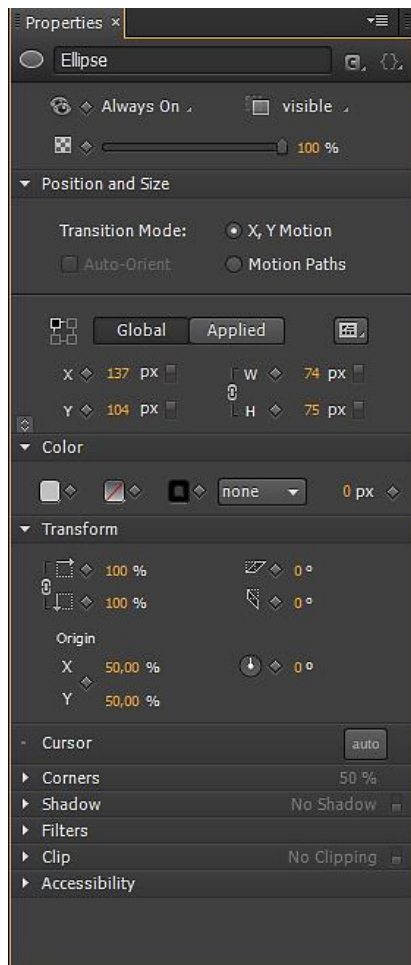 Properties ×
Ellipse
Always On visible
100 %
Position and Size
Transition Mode: X, Y Motion
Auto-Orient Motion Paths
Global Applied
X 137 px W 74 px
Y 104 px H 75 px
Color
none 0 px
Transform
100 % 0°
100 % 0°
Origin
X 50,00 % 0°
Y 50,00 %
Cursor auto
Corners 50 %
Shadow No Shadow
Filters
Clip No Clipping
Accessibility